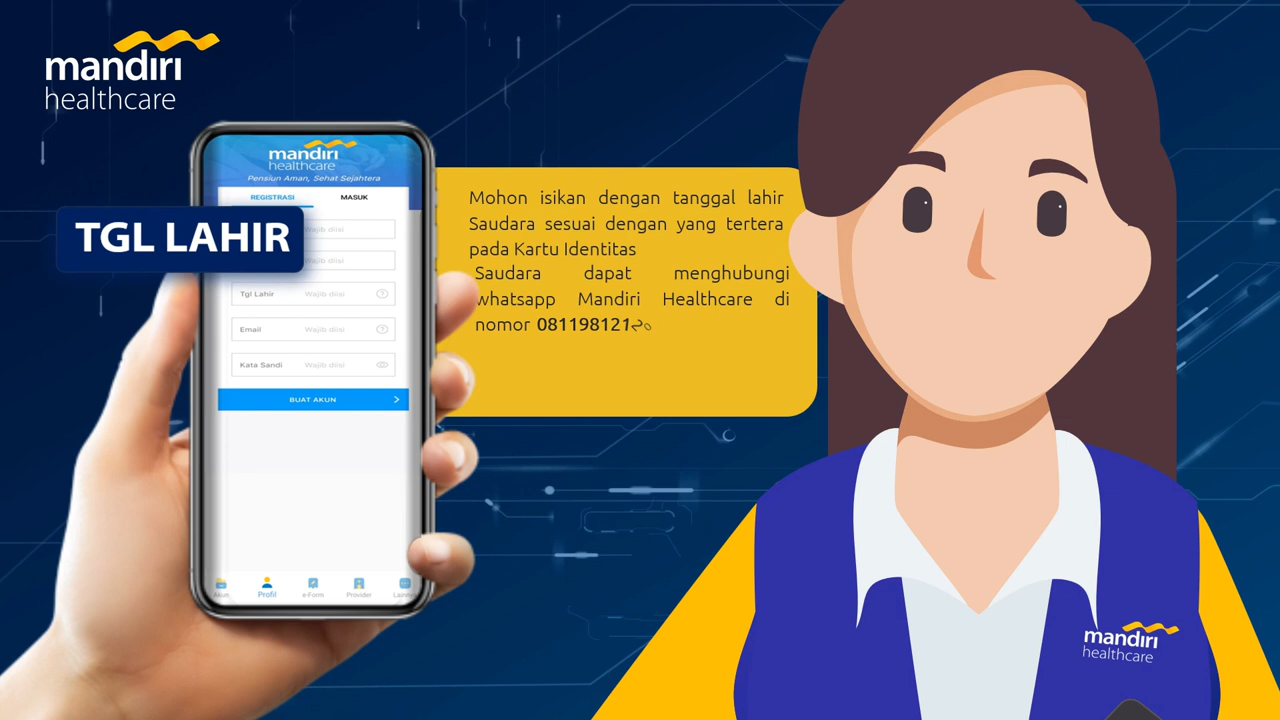 mandiri
healthcare
mandiri
healthcare
Pensiun Aman, Sehat Sejahtera
REGISTRASI MASUK
TGL LAHIR
Wajib diisi
Wajib diisi
Tgl Lahir Wajib diisi
Email Wajib diisi
Kata Sandi Wajib diisi
BUAT AKUN
Akun Profil e-Form Provider
Mohon isikan dengan tanggal lahir
Saudara sesuai dengan yang tertera
pada Kartu Identitas
Saudara dapat menghubungi
whatsapp Mandiri Healthcare di
nomor
mandiri
healthcare